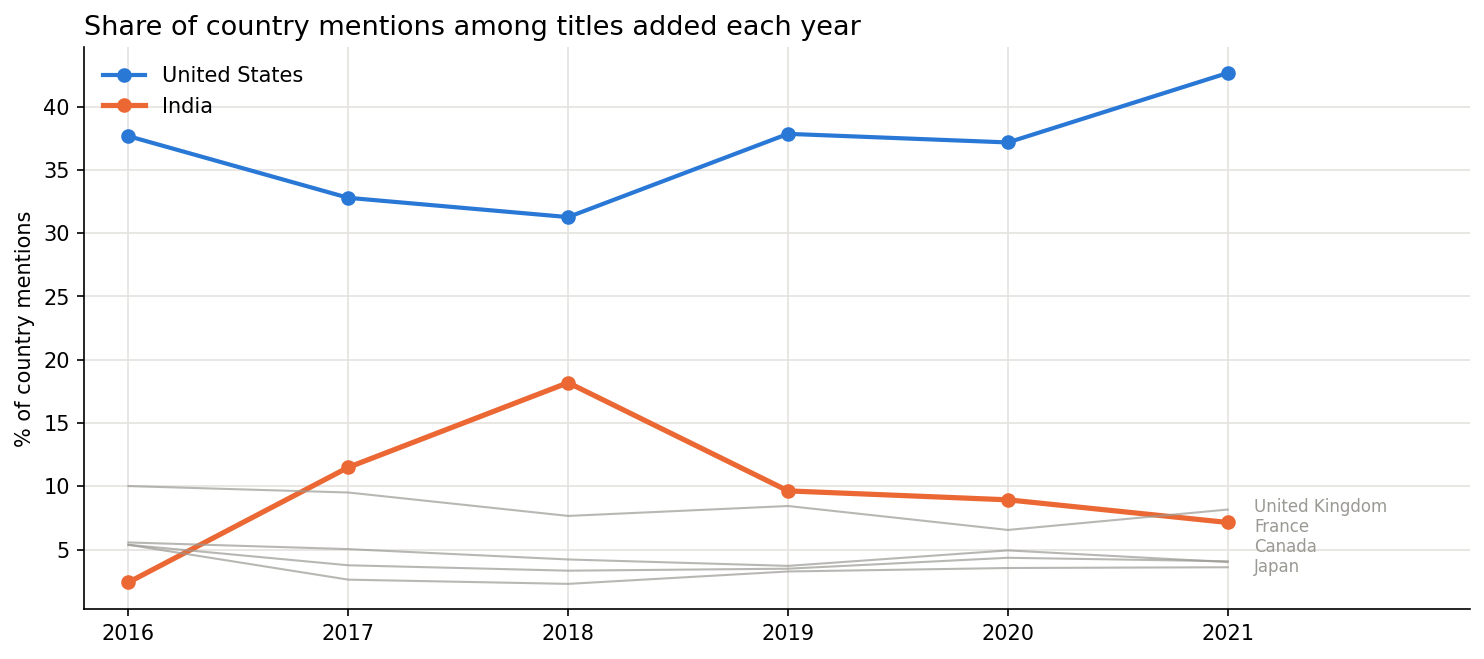 Share of country mentions among titles added each year
United States
India
% of country mentions
40
35
30
25
20
15
10
5
United Kingdom
France
Canada
Japan
2016
2017
2018
2019
2020
2021